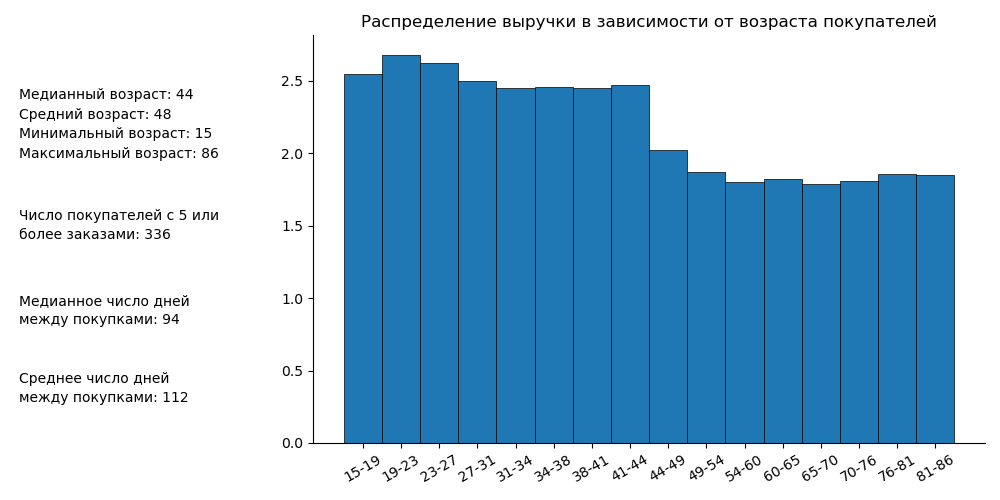 Распределение выручки в зависимости от возраста покупателей
Медианный возраст: 44
Средний возраст: 48
Минимальный возраст: 15
Максимальный возраст: 86
Число покупателей с 5 или
более заказами: 336
Медианное число дней
между покупками: 94
Среднее число дней
между покупками: 112
2.5
2.0
1.5
1.0
0.5
0.0
15-19 19-23 23-27 27-31 31-34 34-38 38-41 41-44 44-49 49-54 54-60 60-65 65-70 70-76 76-81 81-86